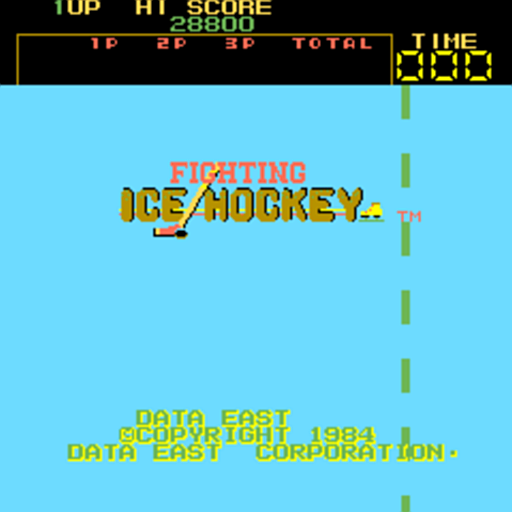 1UP HI SCORE
28800
1P 2P 3P TOTAL
TIME
000
FIGHTING
ICE HOCKEY
TM
DATA EAST
©COPYRIGHT 1984
DATA EAST CORPORATION.